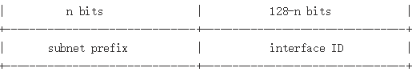 | n bits | 128-n bits |
| subnet prefix | interface ID |